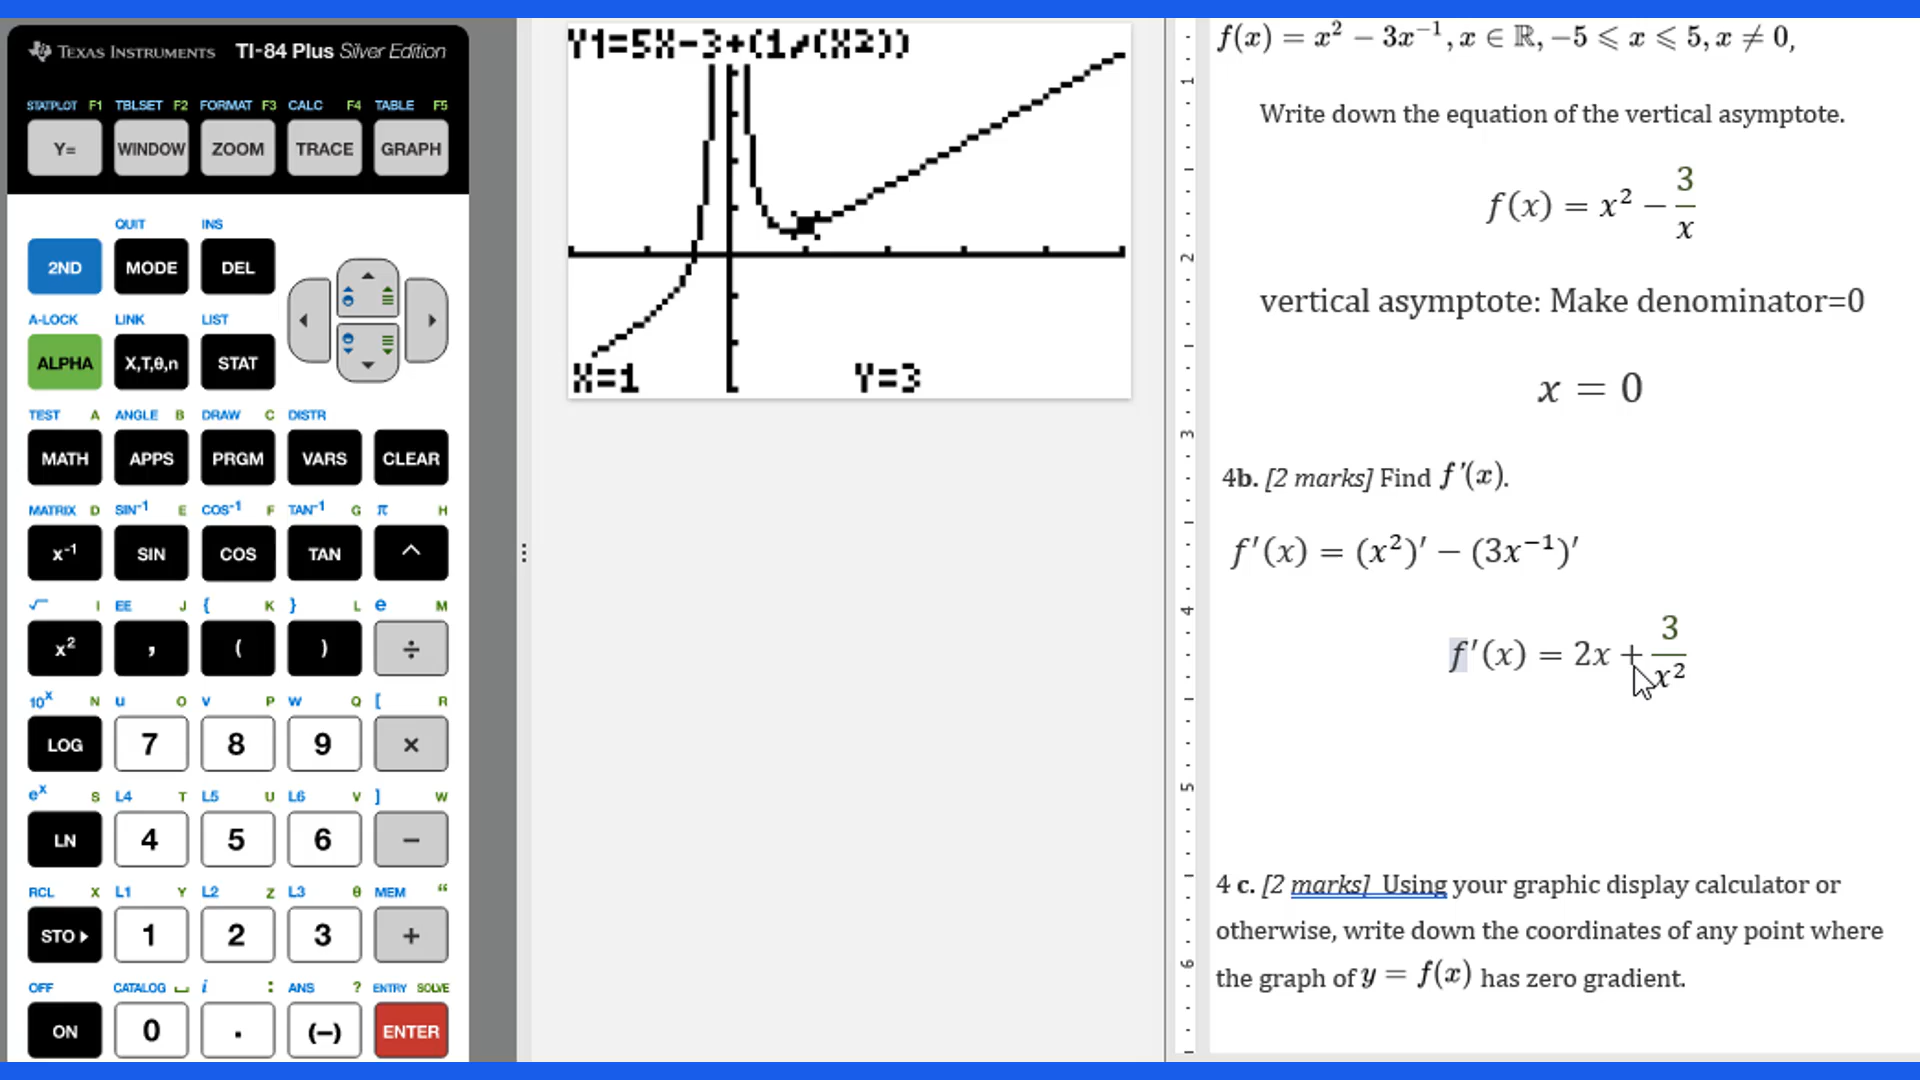 TEXAS INSTRUMENTS TI-84 Plus Silver Edition
STATPLOT F1 TBLSET F2 FORMAT F3 CALC F4 TABLE F5
Y= WINDOW ZOOM TRACE GRAPH
QUIT INS
2ND MODE DEL
A-LOCK LINK LIST
ALPHA X,T,θ,n STAT
TEST A ANGLE B DRAW C DISTR
MATH APPS PRGM VARS CLEAR
MATRIX D SIN⁻¹ E COS⁻¹ F TAN⁻¹ G π H
x⁻¹ SIN COS TAN ^
√ I EE J { K } L e M
x² , ( ) ÷
10ˣ N u O v P w Q [ R
LOG 7 8 9 ×
eˣ S L4 T L5 U L6 V ] W
LN 4 5 6 −
RCL X L1 Y L2 Z L3 θ MEM “
STO▸ 1 2 3 +
OFF CATALOG ⎵ i : ANS ? ENTRY SOLVE
ON 0 . (−) ENTER
Y1=5X-3+(1/(X²))
X=1 Y=3
1
2
3
4
5
6
f(x) = x² − 3x⁻¹, x ∈ ℝ, −5 ⩽ x ⩽ 5, x ≠ 0,
Write down the equation of the vertical asymptote.
f(x) = x² − 3/x
vertical asymptote: Make denominator=0
x = 0
4b. [2 marks] Find f′(x).
f′(x) = (x²)′ − (3x⁻¹)′
f′(x) = 2x + 3/x²
4 c. [2 marks] Using your graphic display calculator or
otherwise, write down the coordinates of any point where
the graph of y = f(x) has zero gradient.